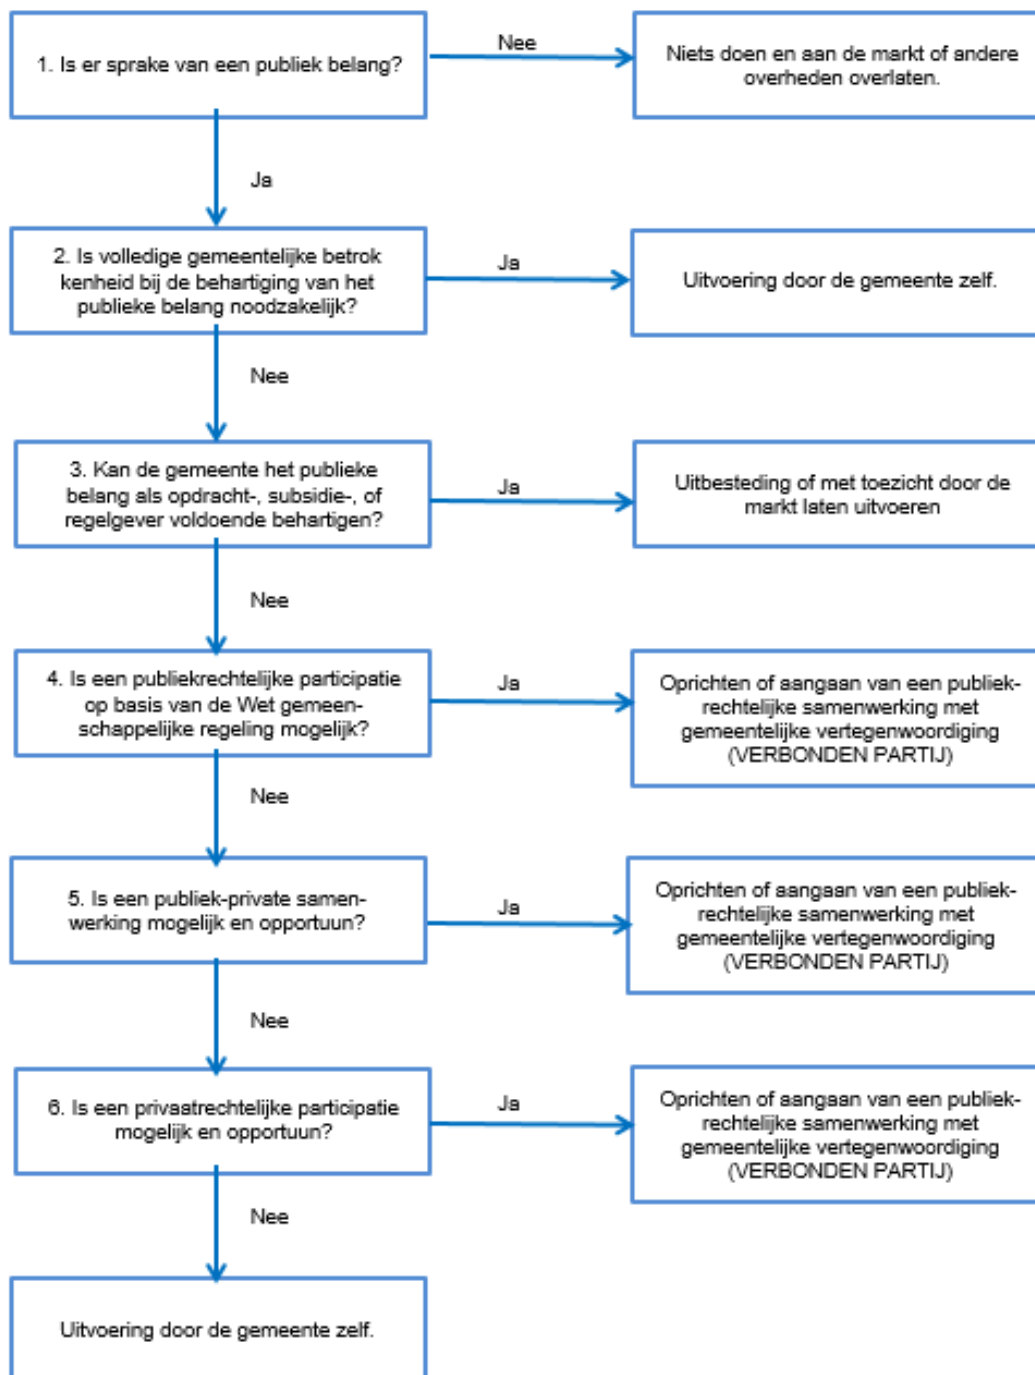 1. Is er sprake van een publiek belang?
Nee
Niets doen en aan de markt of andere
overheden overlaten.
Ja
2. Is volledige gemeentelijke betrok
kenheid bij de behartiging van het
publieke belang noodzakelijk?
Ja
Uitvoering door de gemeente zelf.
Nee
3. Kan de gemeente het publieke
belang als opdracht-, subsidie-, of
regelgever voldoende behartigen?
Ja
Uitbesteding of met toezicht door de
markt laten uitvoeren
Nee
4. Is een publiekrechtelijke participatie
op basis van de Wet gemeen-
schappelijke regeling mogelijk?
Ja
Oprichten of aangaan van een publiek-
rechtelijke samenwerking met
gemeentelijke vertegenwoordiging
(VERBONDEN PARTIJ)
Nee
5. Is een publiek-private samen-
werking mogelijk en opportuun?
Ja
Oprichten of aangaan van een publiek-
rechtelijke samenwerking met
gemeentelijke vertegenwoordiging
(VERBONDEN PARTIJ)
Nee
6. Is een privaatrechtelijke participatie
mogelijk en opportuun?
Ja
Oprichten of aangaan van een publiek-
rechtelijke samenwerking met
gemeentelijke vertegenwoordiging
(VERBONDEN PARTIJ)
Nee
Uitvoering door de gemeente zelf.